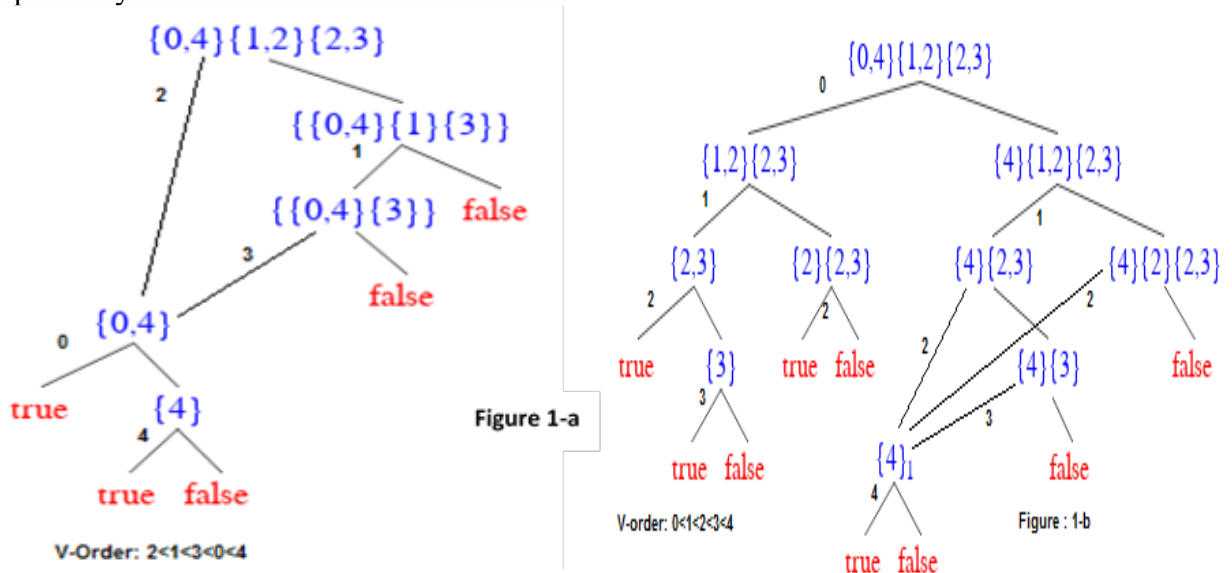 {0,4}{1,2}{2,3}
2
{{0,4}{1}{3}}
1
{{0,4}{3}}
false
3
false
{0,4}
0
true
{4}
4
true false
V-Order: 2<1<3<0<4
Figure 1-a
{0,4}{1,2}{2,3}
0
{1,2}{2,3}
{4}{1,2}{2,3}
1
1
{2,3}
{2}{2,3}
{4}{2,3}
{4}{2}{2,3}
2
2
2
2
true
{3}
true false
{4}{3}
false
3
3
true false
{4}1
false
4
V-order: 0<1<2<3<4
Figure : 1-b
true false